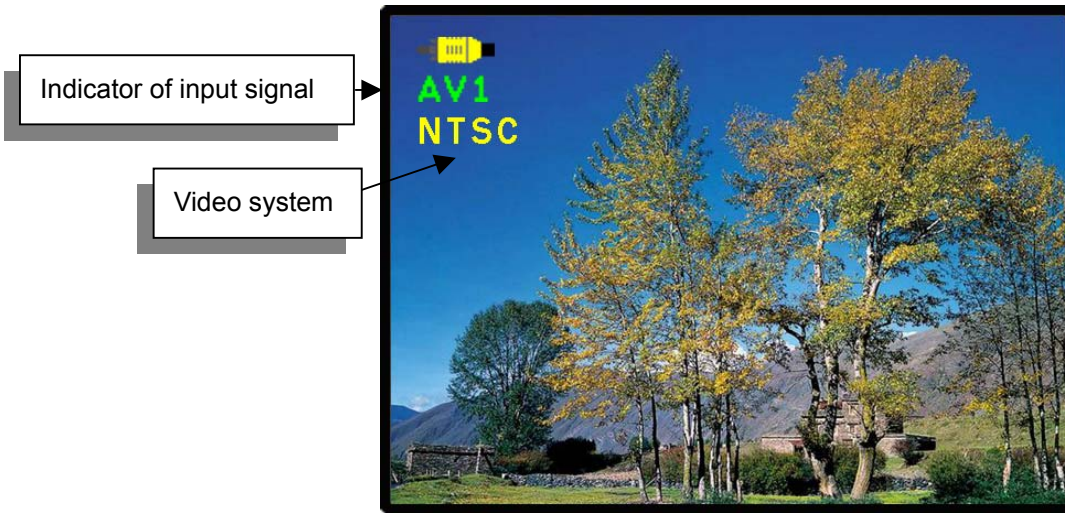 Indicator of input signal
AV1
NTSC
Video system